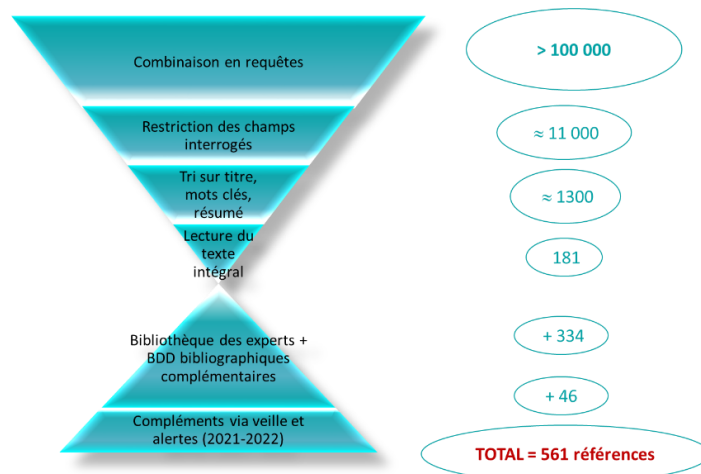 Combinaison en requêtes
> 100 000
Restriction des champs
interrogés
≈ 11 000
Tri sur titre,
mots clés,
résumé
≈ 1300
Lecture du
texte
intégral
181
Bibliothèque des experts +
BDD bibliographiques
complémentaires
+ 334
Compléments via veille et
alertes (2021-2022)
+ 46
TOTAL = 561 références